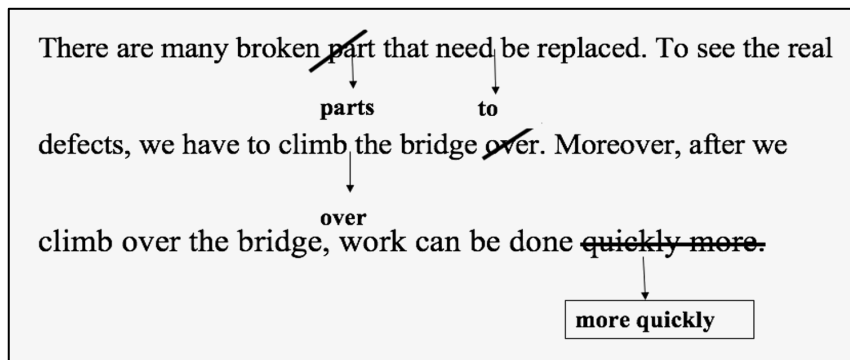 There are many broken part that need be replaced. To see the real
parts to
defects, we have to climb the bridge over. Moreover, after we
over
climb over the bridge, work can be done quickly more.
more quickly